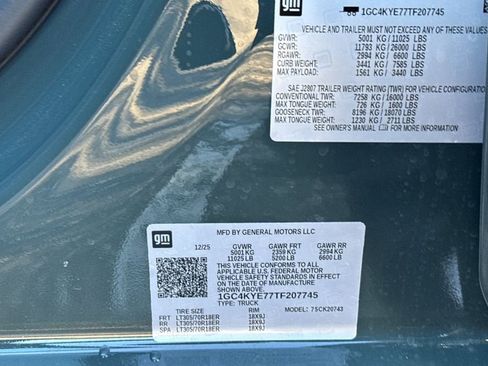 gm
1GC4KYE77TF207745
VEHICLE AND TRAILER MUST NOT EXCEED ANY OF THESE VALUES
GVWR: 5001 KG / 11025 LBS
GCWR: 11793 KG / 26000 LBS
RGAWR: 2994 KG / 6600 LBS
CURB WEIGHT: 3441 KG / 7585 LBS
MAX PAYLOAD: 1561 KG / 3440 LBS
SAE J2807 TRAILER WEIGHT RATING (TWR) FOR VEHICLE CONFIGURATION
CONVENTIONAL TWR: 7258 KG / 16000 LBS
MAX TONGUE WEIGHT: 726 KG / 1600 LBS
GOOSENECK TWR: 8196 KG / 18070 LBS
MAX TONGUE WEIGHT: 1230 KG / 2711 LBS
SEE OWNER'S MANUAL FOR MORE INFORMATION
gm
MFD BY GENERAL MOTORS LLC
12/25 GVWR GAWR FRT GAWR RR
5001 KG 2359 KG 2994 KG
11025 LB 5200 LB 6600 LB
THIS VEHICLE CONFORMS TO ALL
APPLICABLE U.S. FEDERAL MOTOR
VEHICLE SAFETY STANDARDS IN EFFECT
ON THE DATE OF MANUFACTURE
SHOWN ABOVE.
1GC4KYE77TF207745
TYPE: TRUCK
TIRE SIZE RIM MODEL: 75CK20743
FRT LT305/70R18ER 18X9J
RR LT305/70R18ER 18X9J
SPA LT305/70R18ER 18X9J